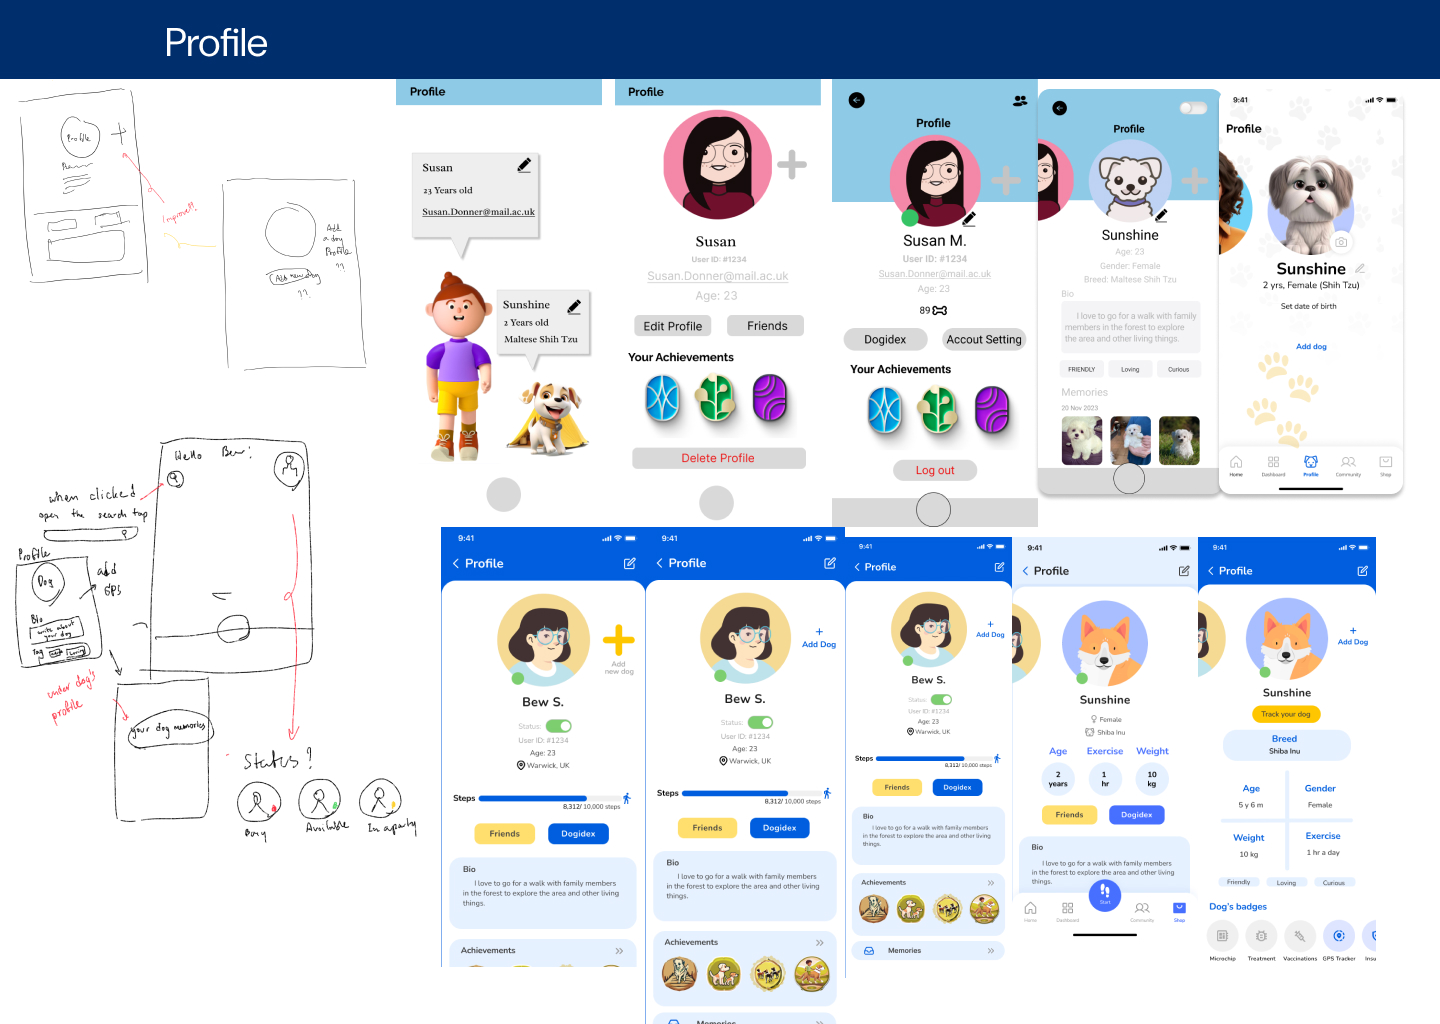 Profile
Profile
Improve!!
Add
a dog
Profile
??
Add new dog
??
Hello Bew!
when clicked
open the search tap
Profile
Dog
add
GPS
Bio
write about
your dog
Tag
Loving
under dog's
profile
your dog memories
Status?
Busy
Available
In a party
Profile
Susan
23 Years old
Susan.Donner@mail.ac.uk
Sunshine
2 Years old
Maltese Shih Tzu
Profile
Susan
User ID: #1234
Susan.Donner@mail.ac.uk
Age: 23
Edit Profile
Friends
Your Achievements
Delete Profile
Profile
Susan M.
User ID: #1234
Susan.Donner@mail.ac.uk
Age: 23
89
Dogidex
Accout Setting
Your Achievements
Log out
Profile
Sunshine
Age: 23
Gender: Female
Breed: Maltese Shih Tzu
Bio
I love to go for a walk with family
members in the forest to explore
the area and other living things.
FRIENDLY
Loving
Curious
Memories
20 Nov 2023
9:41
Profile
Sunshine
2 yrs, Female (Shih Tzu)
Set date of birth
Add dog
Home
Dashboard
Profile
Community
Shop
9:41
Profile
Add
new dog
Bew S.
Status:
User ID: #1234
Age: 23
Warwick, UK
Steps
8,312/ 10,000 steps
Friends
Dogidex
Bio
I love to go for a walk with family members
in the forest to explore the area and other living
things.
Achievements
9:41
Profile
+
Add Dog
Bew S.
Status:
User ID: #1234
Age: 23
Warwick, UK
Steps
8,312/ 10,000 steps
Friends
Dogidex
Bio
I love to go for a walk with family members
in the forest to explore the area and other living
things.
Achievements
Memories
9:41
Profile
+
Add Dog
Bew S.
Status:
User ID: #1234
Age: 23
Warwick, UK
Steps
8,312/ 10,000 steps
Friends
Dogidex
Bio
I love to go for a walk with family members
in the forest to explore the area and other living
things.
Achievements
Memories
9:41
Profile
Sunshine
Female
Shiba Inu
Age
Exercise
Weight
2
years
1
hr
10
kg
Friends
Dogidex
Bio
I love to go for a walk with family members
in the forest to explore the area and other living
things.
Home
Dashboard
Start
Community
Shop
9:41
Profile
+
Add Dog
Sunshine
Track your dog
Breed
Shiba Inu
Age
5 y 6 m
Gender
Female
Weight
10 kg
Exercise
1 hr a day
Friendly
Loving
Curious
Dog's badges
Microchip
Treatment
Vaccinations
GPS Tracker
Insu